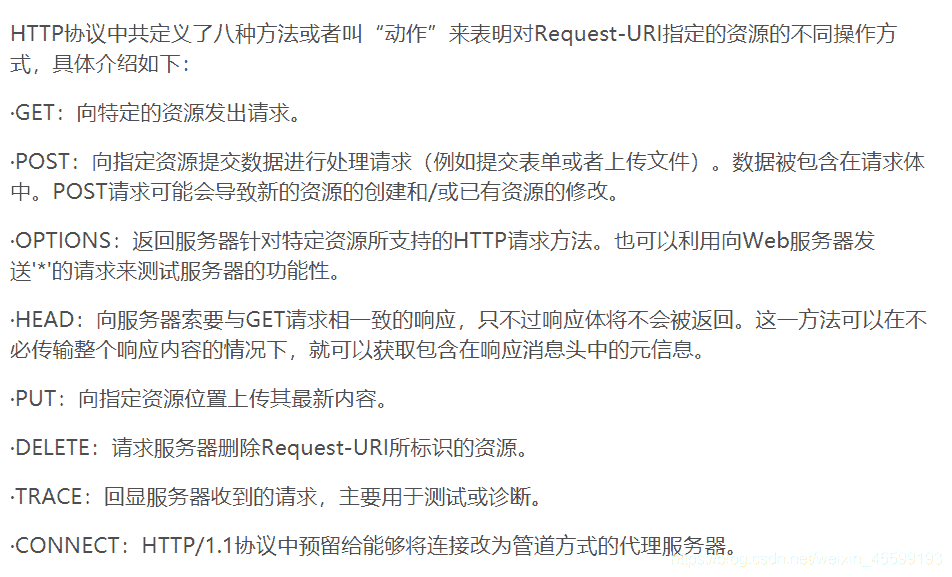 HTTP协议中共定义了八种方法或者叫“动作”来表明对Request-URI指定的资源的不同操作方
式，具体介绍如下：
·GET：向特定的资源发出请求。
·POST：向指定资源提交数据进行处理请求（例如提交表单或者上传文件）。数据被包含在请求体
中。POST请求可能会导致新的资源的创建和/或已有资源的修改。
·OPTIONS：返回服务器针对特定资源所支持的HTTP请求方法。也可以利用向Web服务器发
送'*'的请求来测试服务器的功能性。
·HEAD：向服务器索要与GET请求相一致的响应，只不过响应体将不会被返回。这一方法可以在不
必传输整个响应内容的情况下，就可以获取包含在响应消息头中的元信息。
·PUT：向指定资源位置上传其最新内容。
·DELETE：请求服务器删除Request-URI所标识的资源。
·TRACE：回显服务器收到的请求，主要用于测试或诊断。
·CONNECT：HTTP/1.1协议中预留给能够将连接改为管道方式的代理服务器。
https://blog.csdn.net/weixin_45599193